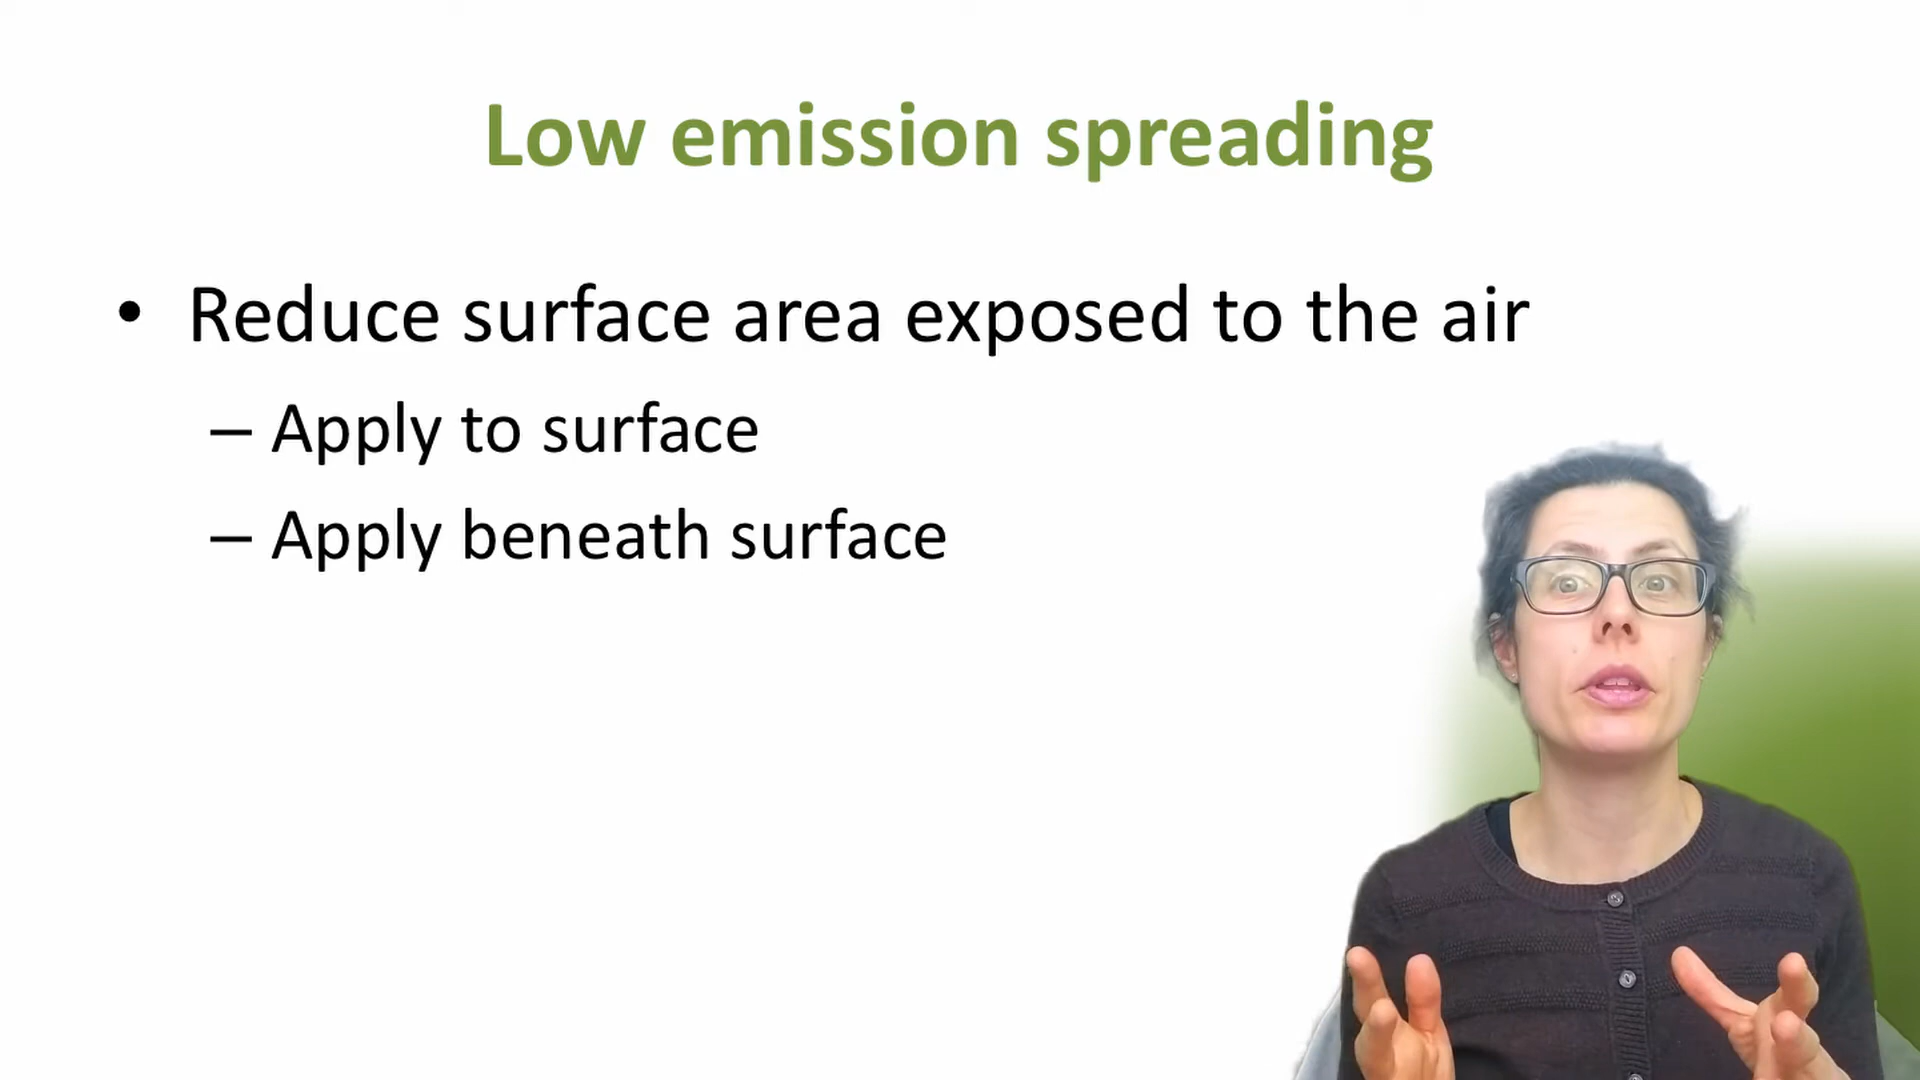 Low emission spreading
• Reduce surface area exposed to the air
– Apply to surface
– Apply beneath surface